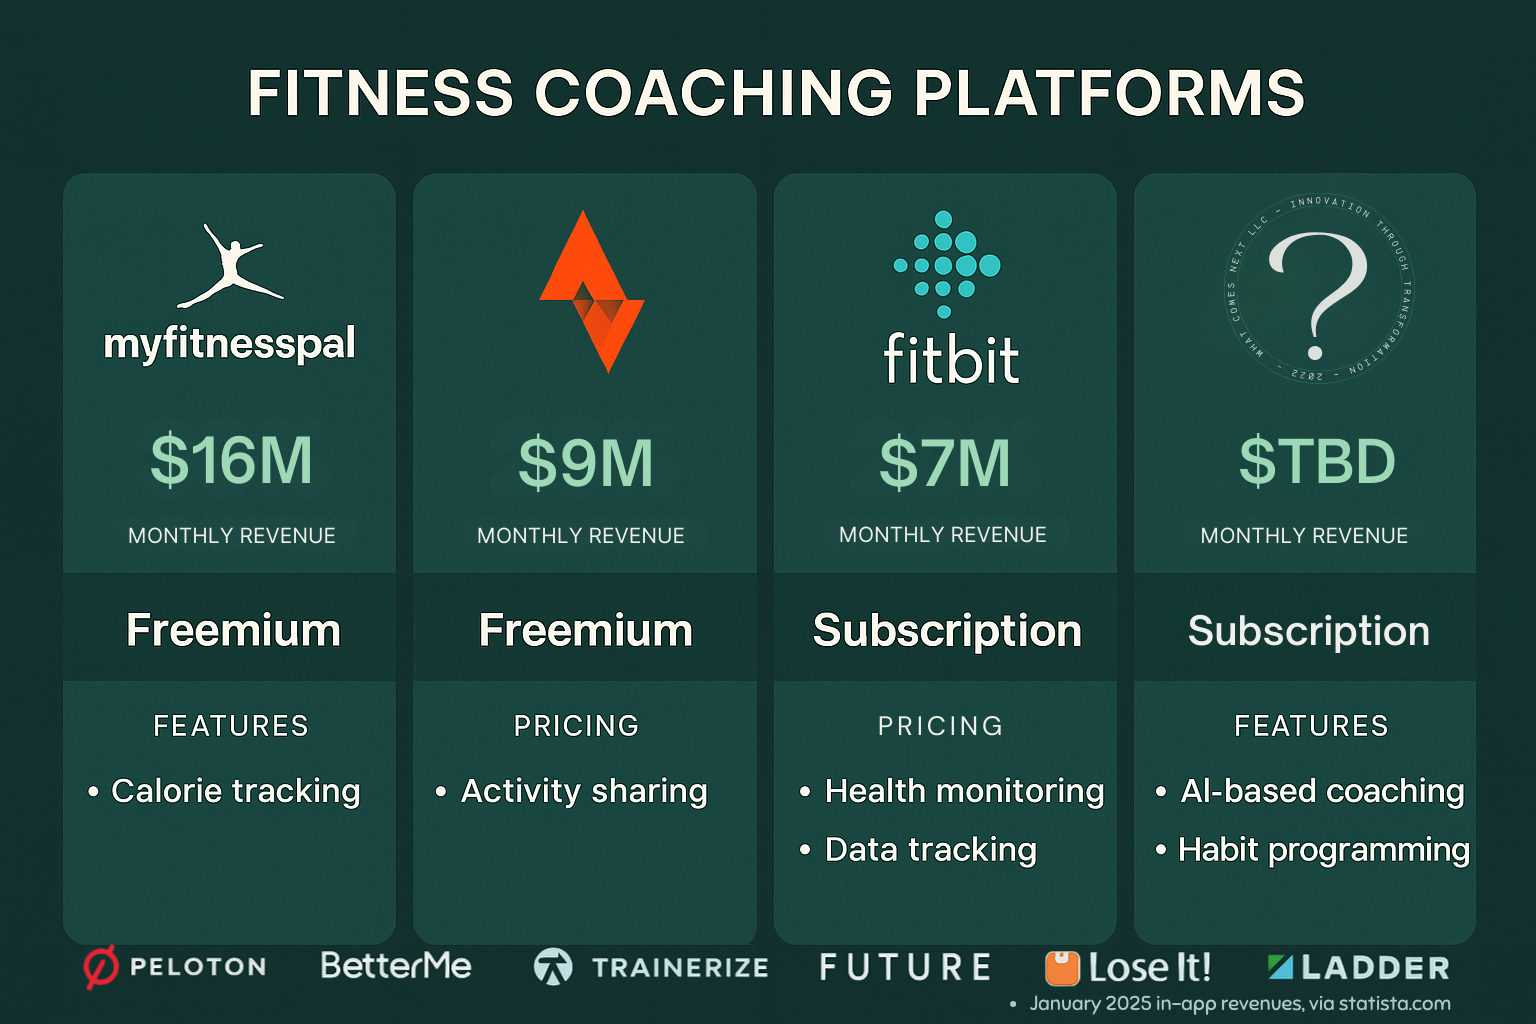 FITNESS COACHING PLATFORMS
myfitnesspal
$16M
MONTHLY REVENUE
Freemium
FEATURES
• Calorie tracking
$9M
MONTHLY REVENUE
Freemium
PRICING
• Activity sharing
fitbit
$7M
MONTHLY REVENUE
Subscription
PRICING
• Health monitoring
• Data tracking
WHAT COMES NEXT LLC - INNOVATION THROUGH TRANSFORMATION - 2022 -
?
$TBD
MONTHLY REVENUE
Subscription
FEATURES
• AI-based coaching
• Habit programming
PELOTON
BetterMe
TRAINERIZE
FUTURE
Lose It!
LADDER
• January 2025 in-app revenues, via statista.com